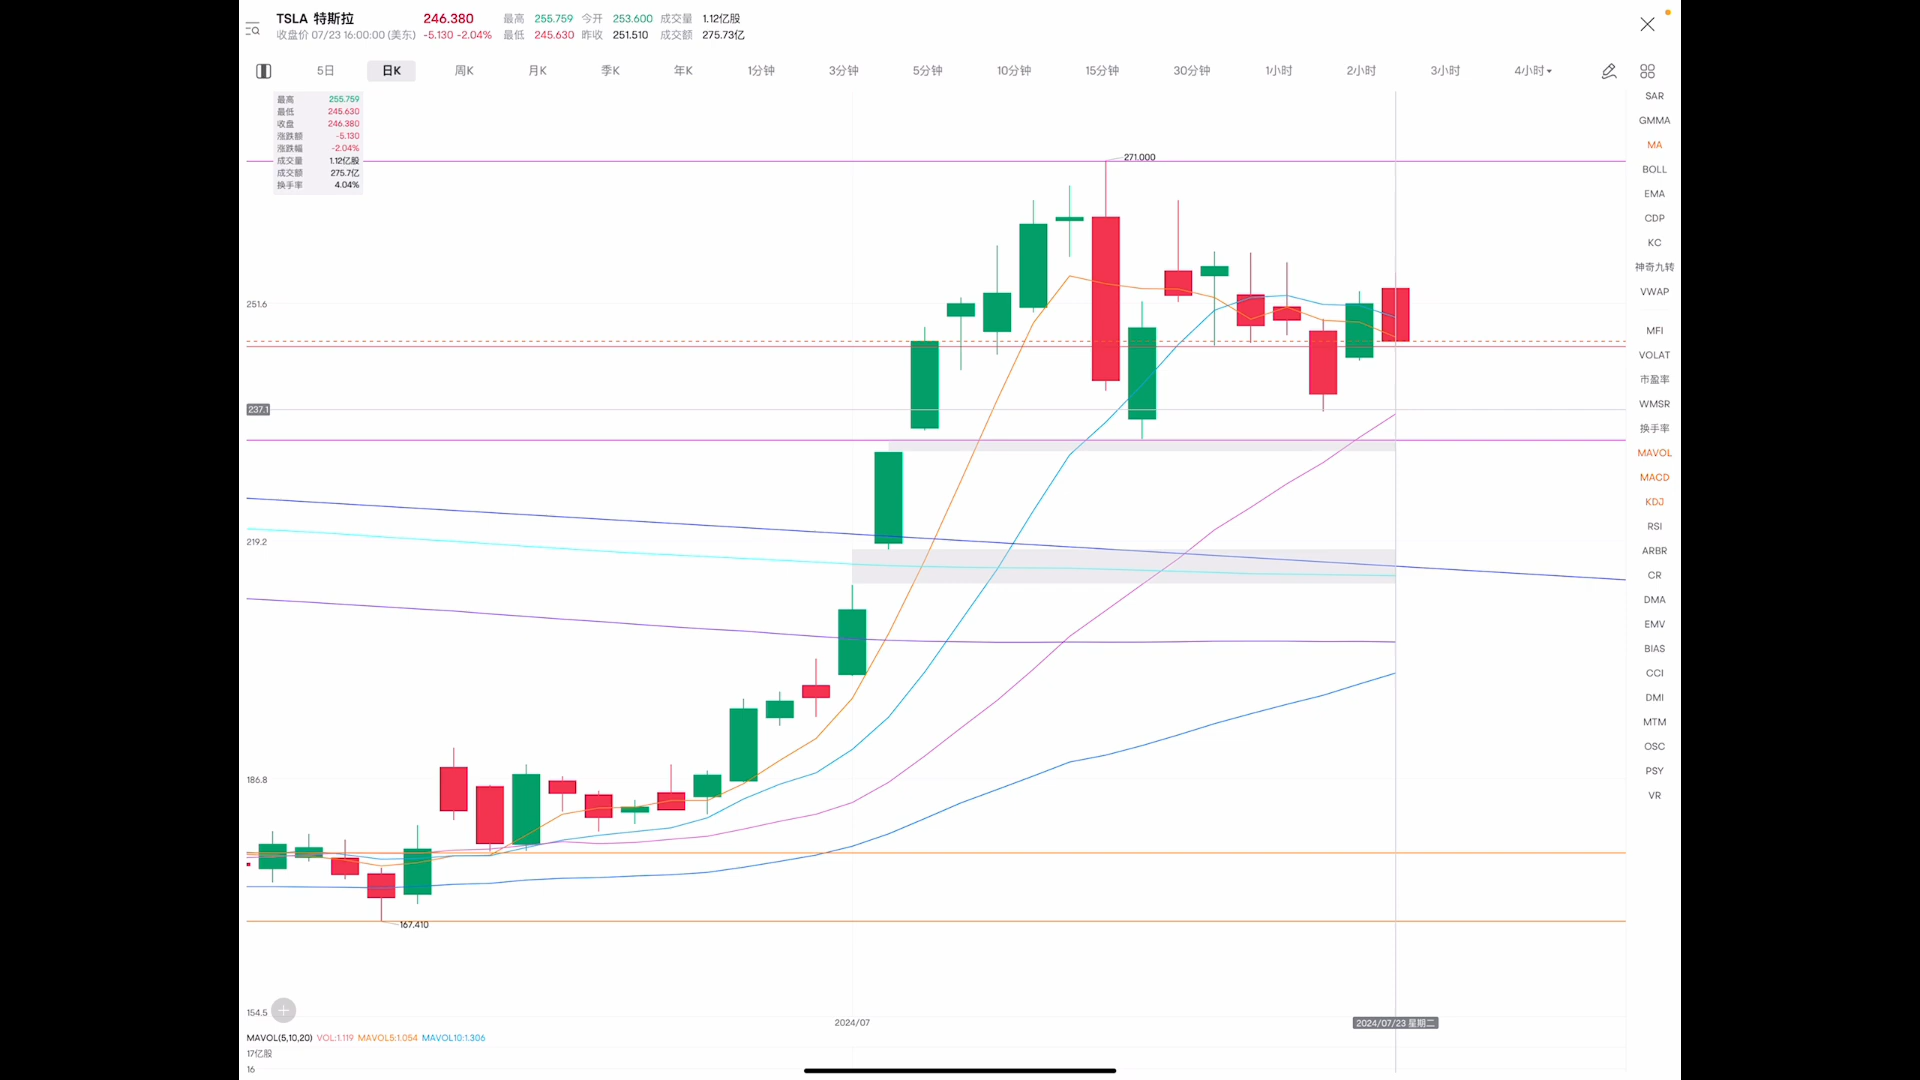 TSLA 特斯拉 246.380 最高 255.759 今开 253.600 成交量 1.12亿股
收盘价 07/23 16:00:00 (美东) -5.130 -2.04% 最低 245.630 昨收 251.510 成交额 275.73亿
5日 日K 周K 月K 季K 年K 1分钟 3分钟 5分钟 10分钟 15分钟 30分钟 1小时 2小时 3小时 4小时
最高 255.759
最低 245.630
收盘 246.380
涨跌额 -5.130
涨跌幅 -2.04%
成交量 1.12亿股
成交额 275.7亿
换手率 4.04%
271.000
251.6
237.1
219.2
186.8
167.410
154.5
2024/07
2024/07/23 星期二
MAVOL(5,10,20) VOL:1.119 MAVOL5:1.054 MAVOL10:1.306
17亿股
16
SAR
GMMA
MA
BOLL
EMA
CDP
KC
神奇九转
VWAP
MFI
VOLAT
市盈率
WMSR
换手率
MAVOL
MACD
KDJ
RSI
ARBR
CR
DMA
EMV
BIAS
CCI
DMI
MTM
OSC
PSY
VR